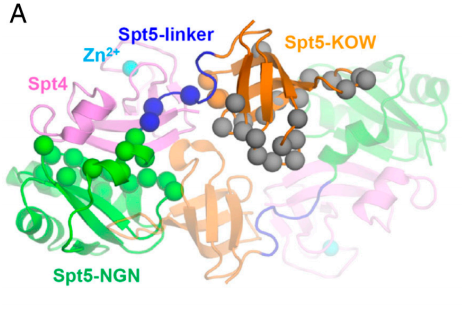 A
Spt5-linker
Spt5-KOW
Zn²⁺
Spt4
Spt5-NGN